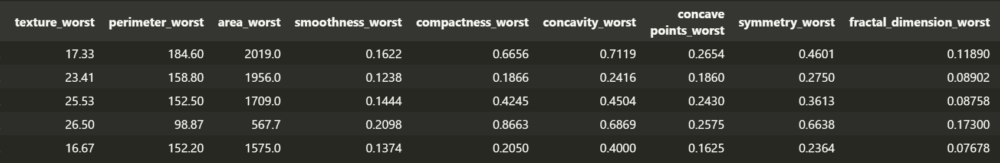 texture_worst perimeter_worst area_worst smoothness_worst compactness_worst concavity_worst concave points_worst symmetry_worst fractal_dimension_worst
17.33 184.60 2019.0 0.1622 0.6656 0.7119 0.2654 0.4601 0.11890
23.41 158.80 1956.0 0.1238 0.1866 0.2416 0.1860 0.2750 0.08902
25.53 152.50 1709.0 0.1444 0.4245 0.4504 0.2430 0.3613 0.08758
26.50 98.87 567.7 0.2098 0.8663 0.6869 0.2575 0.6638 0.17300
16.67 152.20 1575.0 0.1374 0.2050 0.4000 0.1625 0.2364 0.07678